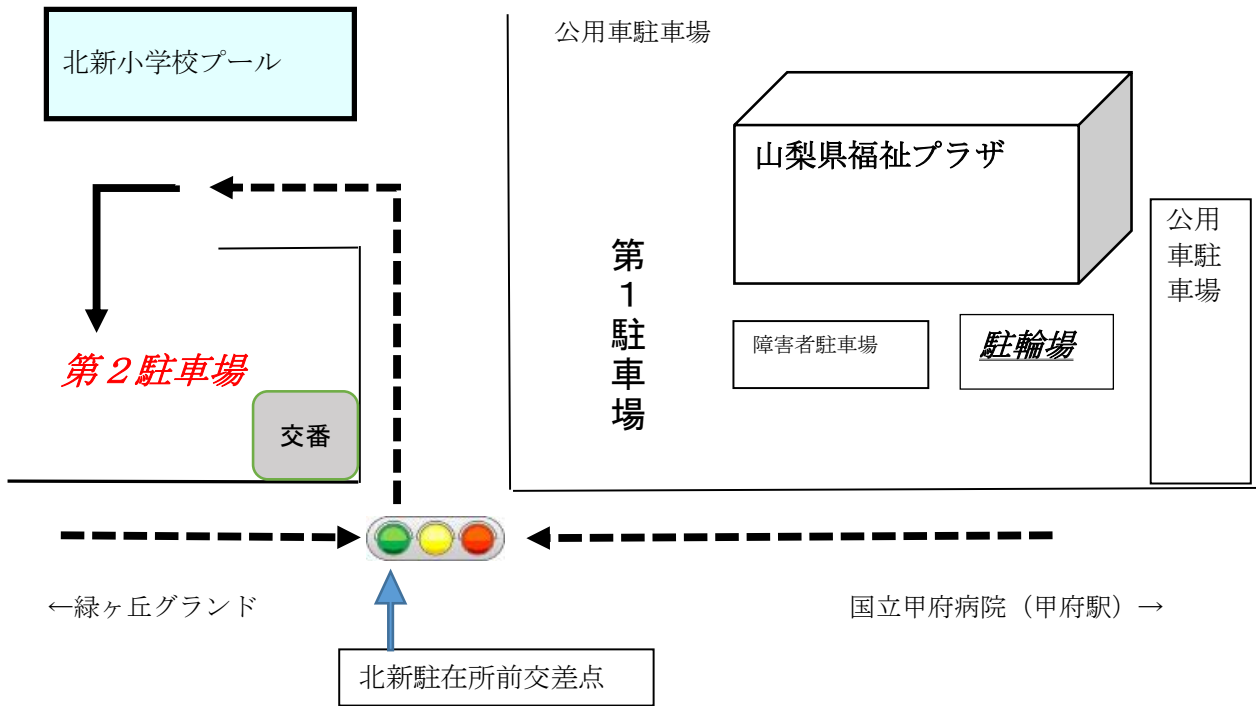 公用車駐車場
北新小学校プール
山梨県福祉プラザ
公用
車駐
車場
第１駐車場
障害者駐車場
駐輪場
第２駐車場
交番
←緑ヶ丘グランド
国立甲府病院（甲府駅）→
北新駐在所前交差点